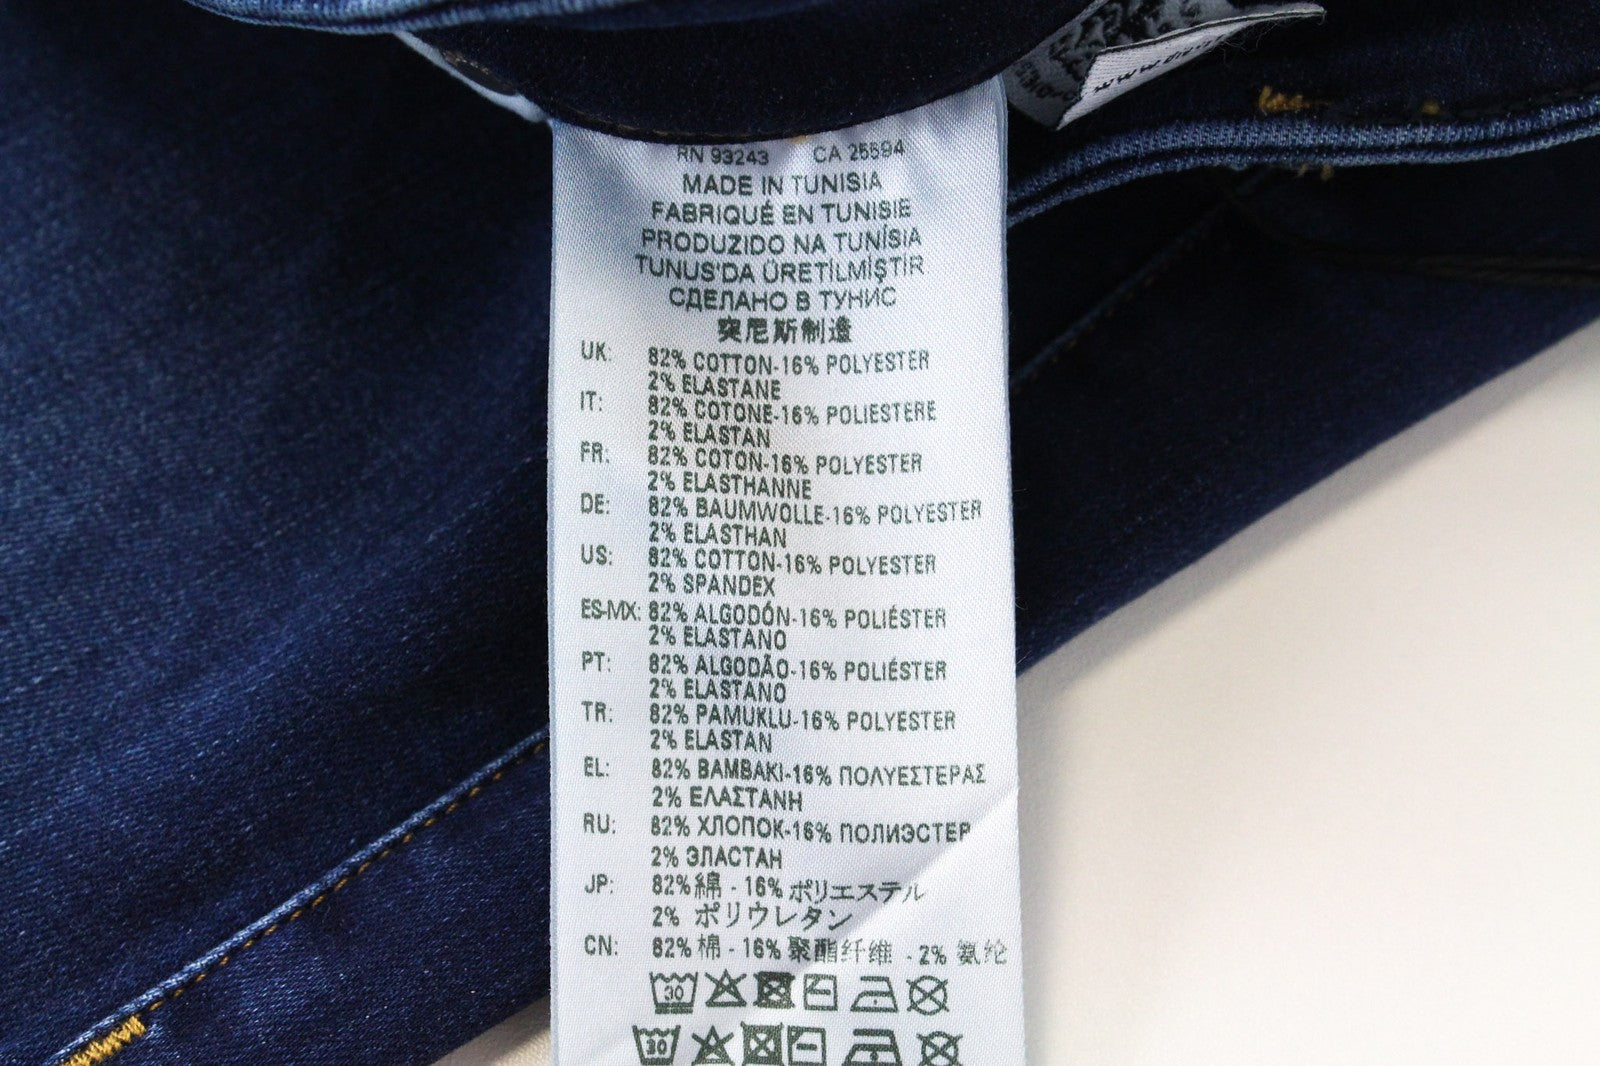 RN 93243 CA 25594
MADE IN TUNISIA
FABRIQUÉ EN TUNISIE
PRODUZIDO NA TUNÍSIA
TUNUS'DA ÜRETİLMİŞTİR
СДЕЛАНО В ТУНИС
突尼斯制造
UK: 82% COTTON-16% POLYESTER
2% ELASTANE
IT: 82% COTONE-16% POLIESTERE
2% ELASTAN
FR: 82% COTON-16% POLYESTER
2% ELASTHANNE
DE: 82% BAUMWOLLE-16% POLYESTER
2% ELASTHAN
US: 82% COTTON-16% POLYESTER
2% SPANDEX
ES-MX: 82% ALGODÓN-16% POLIÉSTER
2% ELASTANO
PT: 82% ALGODÃO-16% POLIÉSTER
2% ELASTANO
TR: 82% PAMUKLU-16% POLYESTER
2% ELASTAN
EL: 82% ΒΑΜΒΑΚΙ-16% ΠΟΛΥΕΣΤΕΡΑΣ
2% ΕΛΑΣΤΑΝΗ
RU: 82% ХЛОПОК-16% ПОЛИЭСТЕР
2% ЭЛАСТАН
JP: 82% 綿 - 16% ポリエステル
2% ポリウレタン
CN: 82% 棉 - 16% 聚酯纤维 - 2% 氨纶
30
30